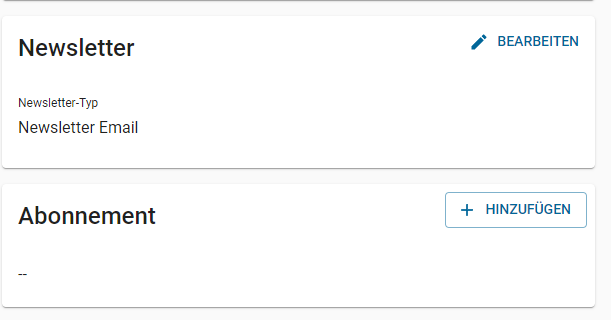 Newsletter
BEARBEITEN
Newsletter-Typ
Newsletter Email
Abonnement
HINZUFÜGEN
--